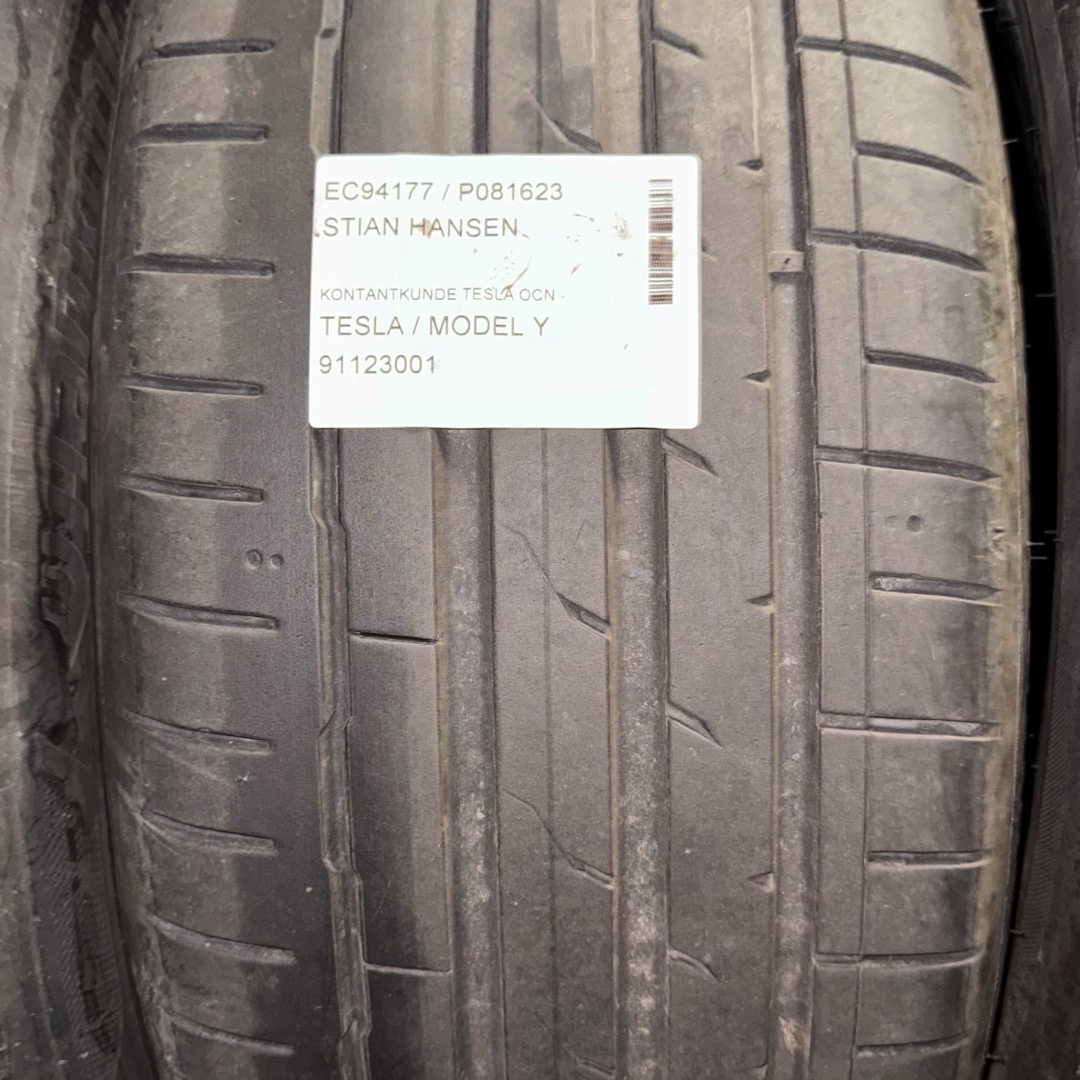 EC94177 / P081623
STIAN HANSEN
KONTANTKUNDE TESLA OCN -
TESLA / MODEL Y
91123001